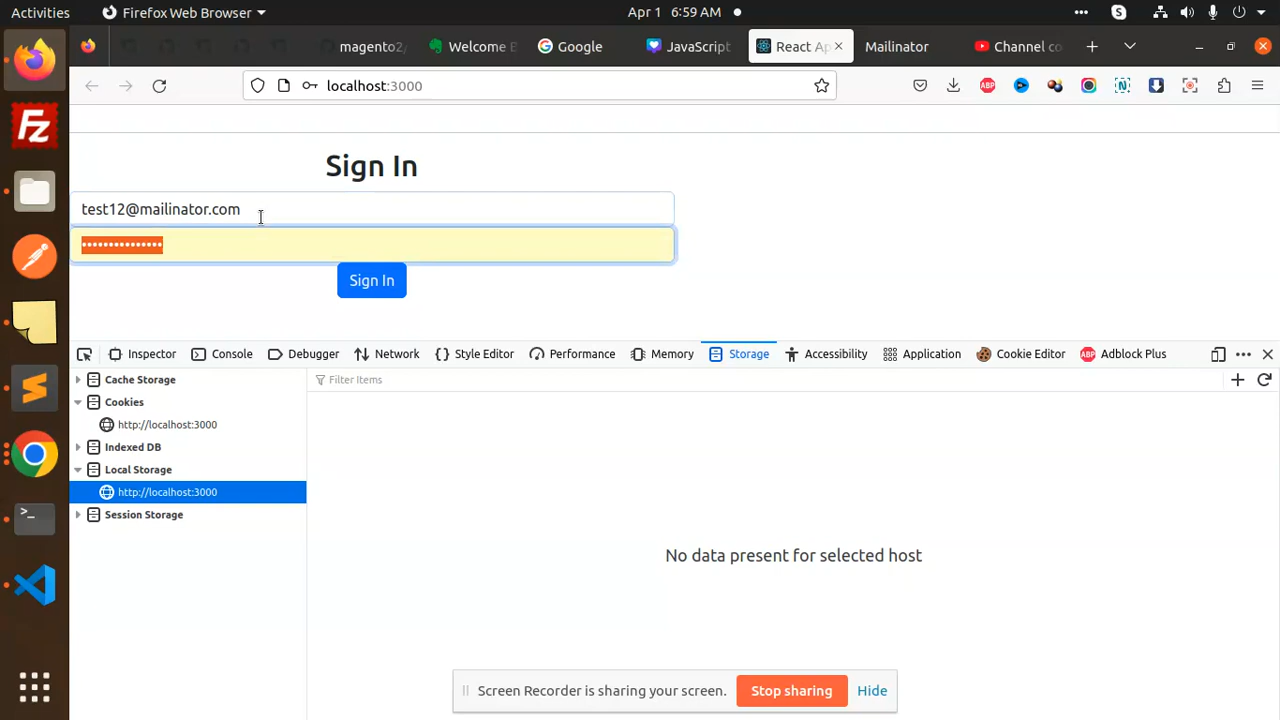 Activities
Firefox Web Browser
Apr 1 6:59 AM
magento2
Welcome
Google
JavaScript
React Ap
Mailinator
Channel co
localhost:3000
Sign In
test12@mailinator.com
•••••••••••••••
Sign In
Inspector
Console
Debugger
Network
Style Editor
Performance
Memory
Storage
Accessibility
Application
Cookie Editor
Adblock Plus
Cache Storage
Filter Items
Cookies
http://localhost:3000
Indexed DB
Local Storage
http://localhost:3000
Session Storage
No data present for selected host
Screen Recorder is sharing your screen.
Stop sharing
Hide